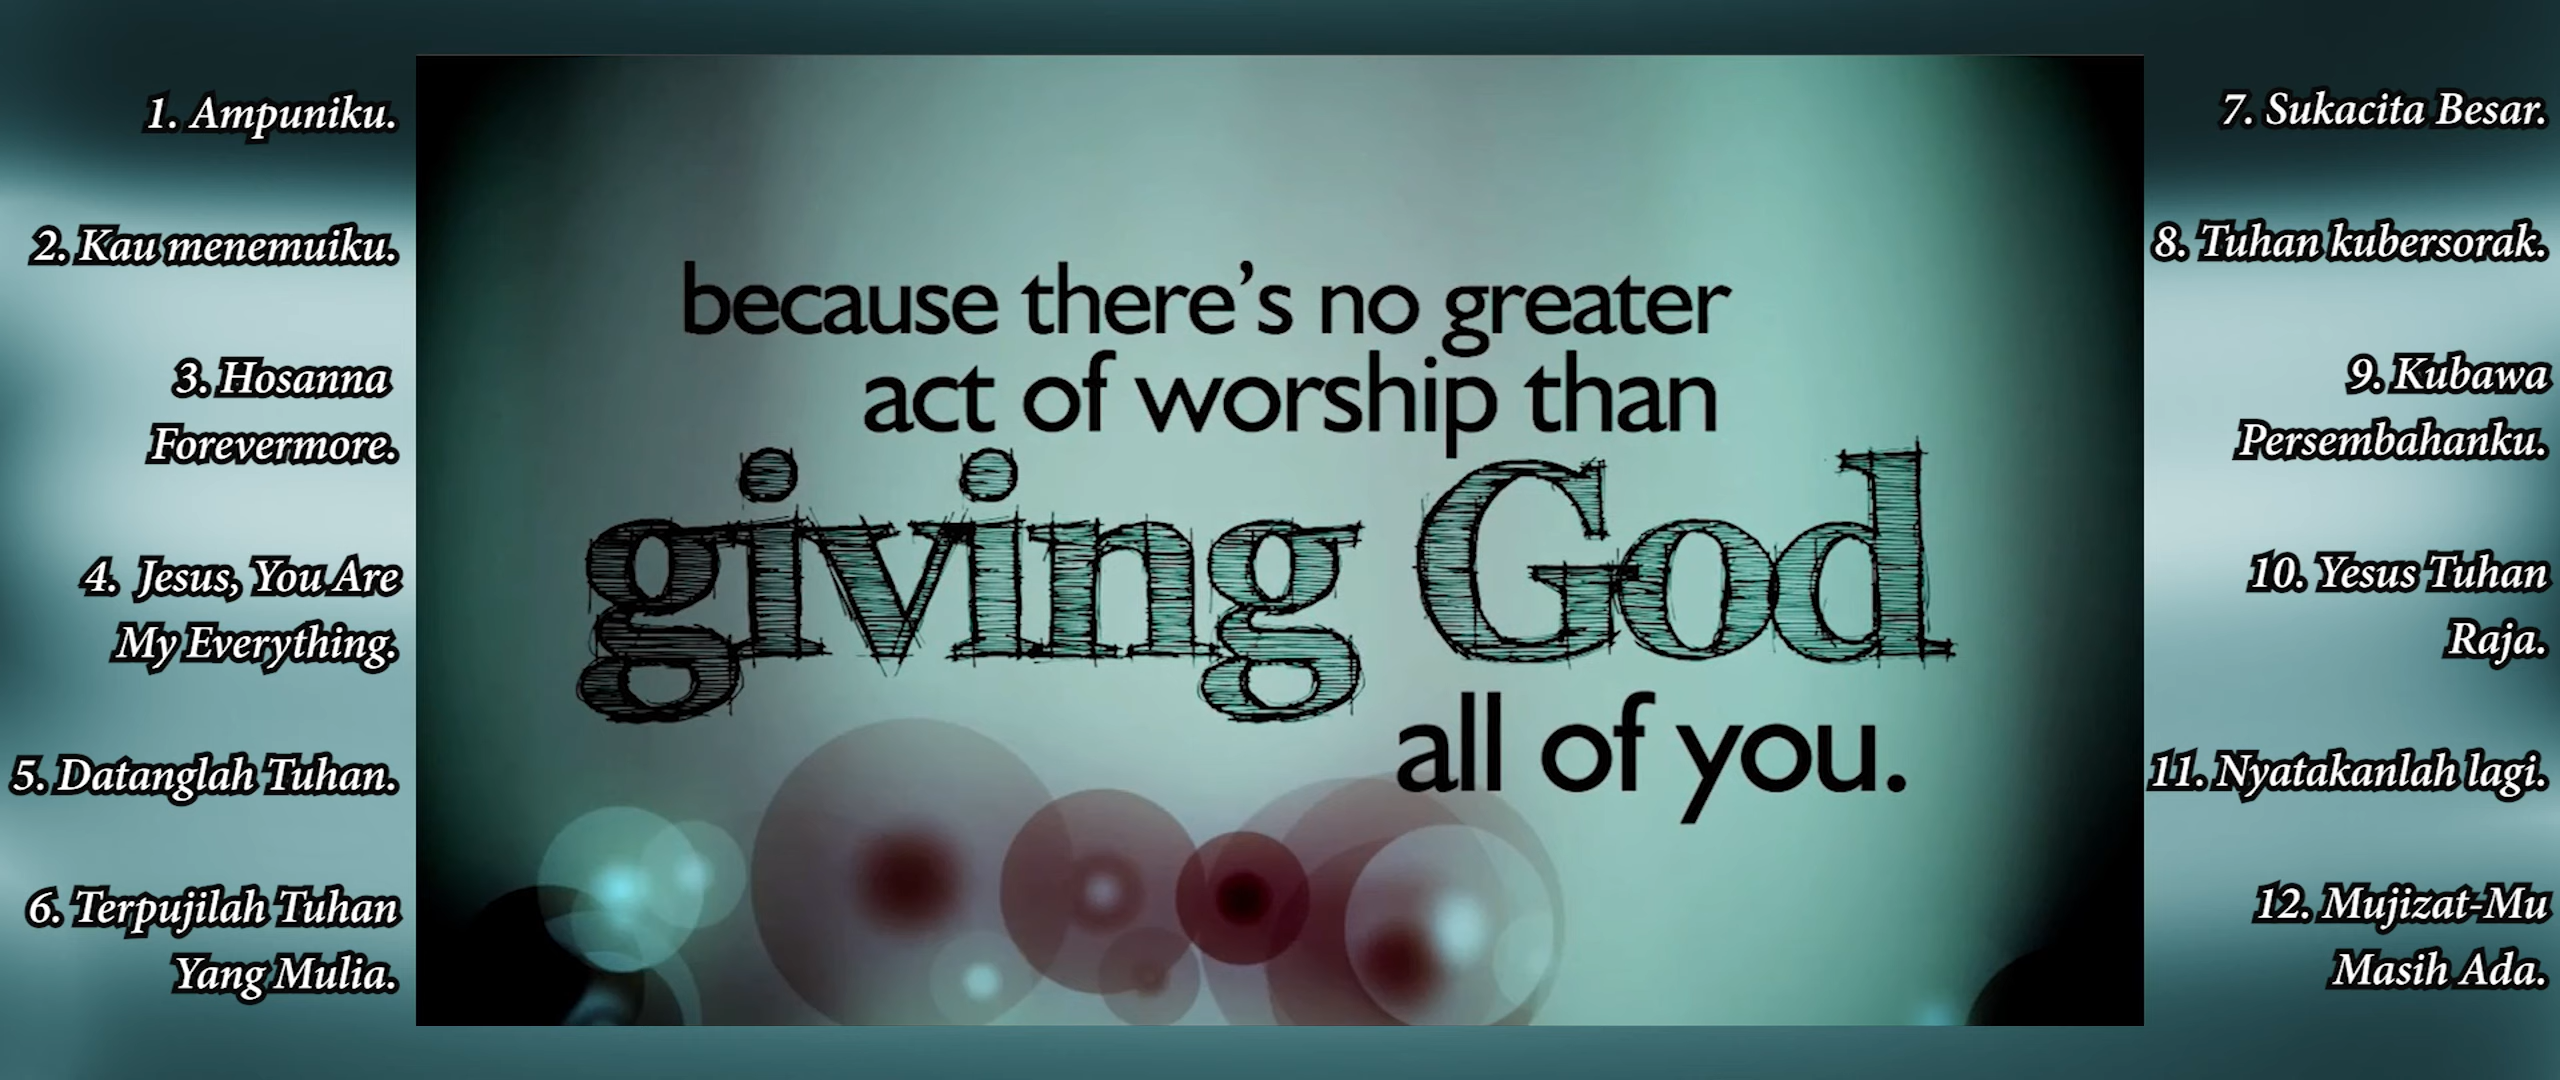 1. Ampuniku.
2. Kau menemuiku.
3. Hosanna
Forevermore.
4. Jesus, You Are
My Everything.
5. Datanglah Tuhan.
6. Terpujilah Tuhan
Yang Mulia.
because there's no greater
act of worship than
giving God
all of you.
7. Sukacita Besar.
8. Tuhan kubersorak.
9. Kubawa
Persembahanku.
10. Yesus Tuhan
Raja.
11. Nyatakanlah lagi.
12. Mujizat-Mu
Masih Ada.